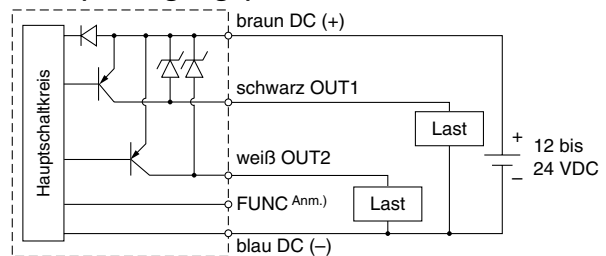 braun DC (+)
Hauptschaltkreis
schwarz OUT1
Last
+
12 bis
24 VDC
–
weiß OUT2
Last
FUNC Anm.)
blau DC (–)